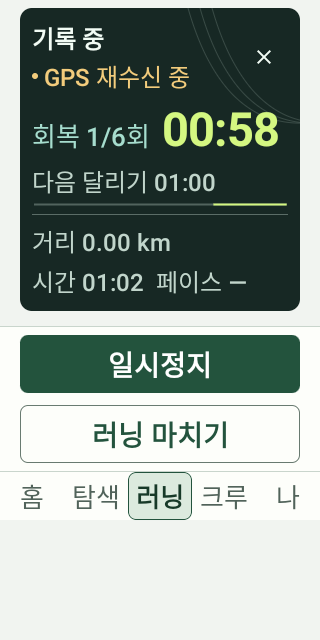 기록 중
• GPS 재수신 중
회복 1/6회 00:58
다음 달리기 01:00
거리 0.00 km
시간 01:02 페이스 —
일시정지
러닝 마치기
홈 탐색 러닝 크루 나